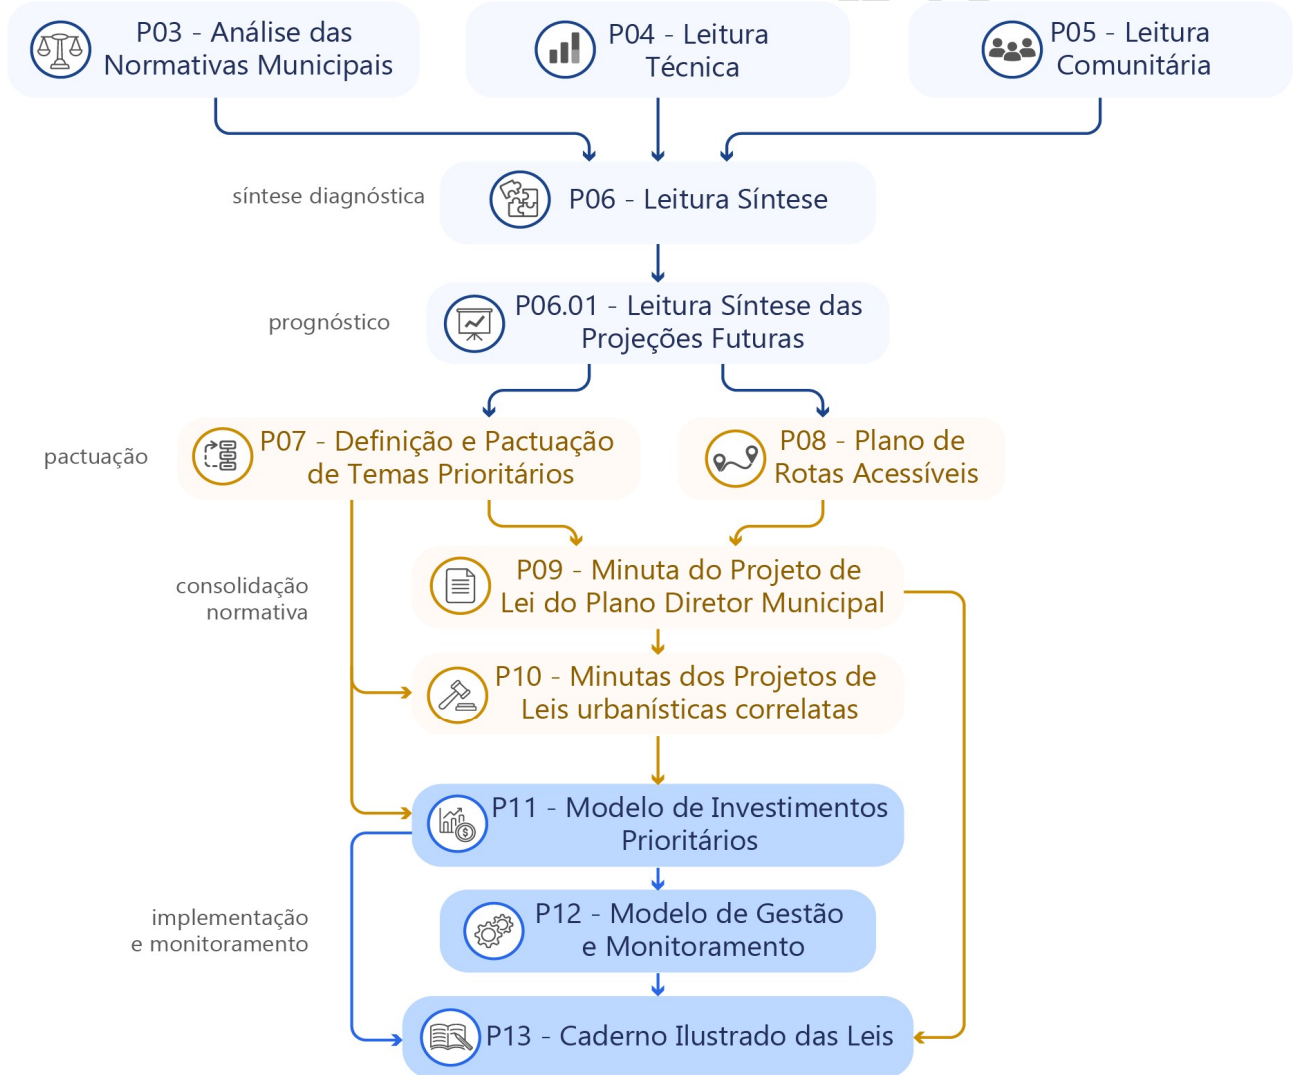 P03 - Análise das
Normativas Municipais
P04 - Leitura
Técnica
P05 - Leitura
Comunitária
síntese diagnóstica
P06 - Leitura Síntese
prognóstico
P06.01 - Leitura Síntese das
Projeções Futuras
pactuação
P07 - Definição e Pactuação
de Temas Prioritários
P08 - Plano de
Rotas Acessíveis
consolidação
normativa
P09 - Minuta do Projeto de
Lei do Plano Diretor Municipal
P10 - Minutas dos Projetos de
Leis urbanísticas correlatas
P11 - Modelo de Investimentos
Prioritários
$
implementação
e monitoramento
P12 - Modelo de Gestão
e Monitoramento
P13 - Caderno Ilustrado das Leis